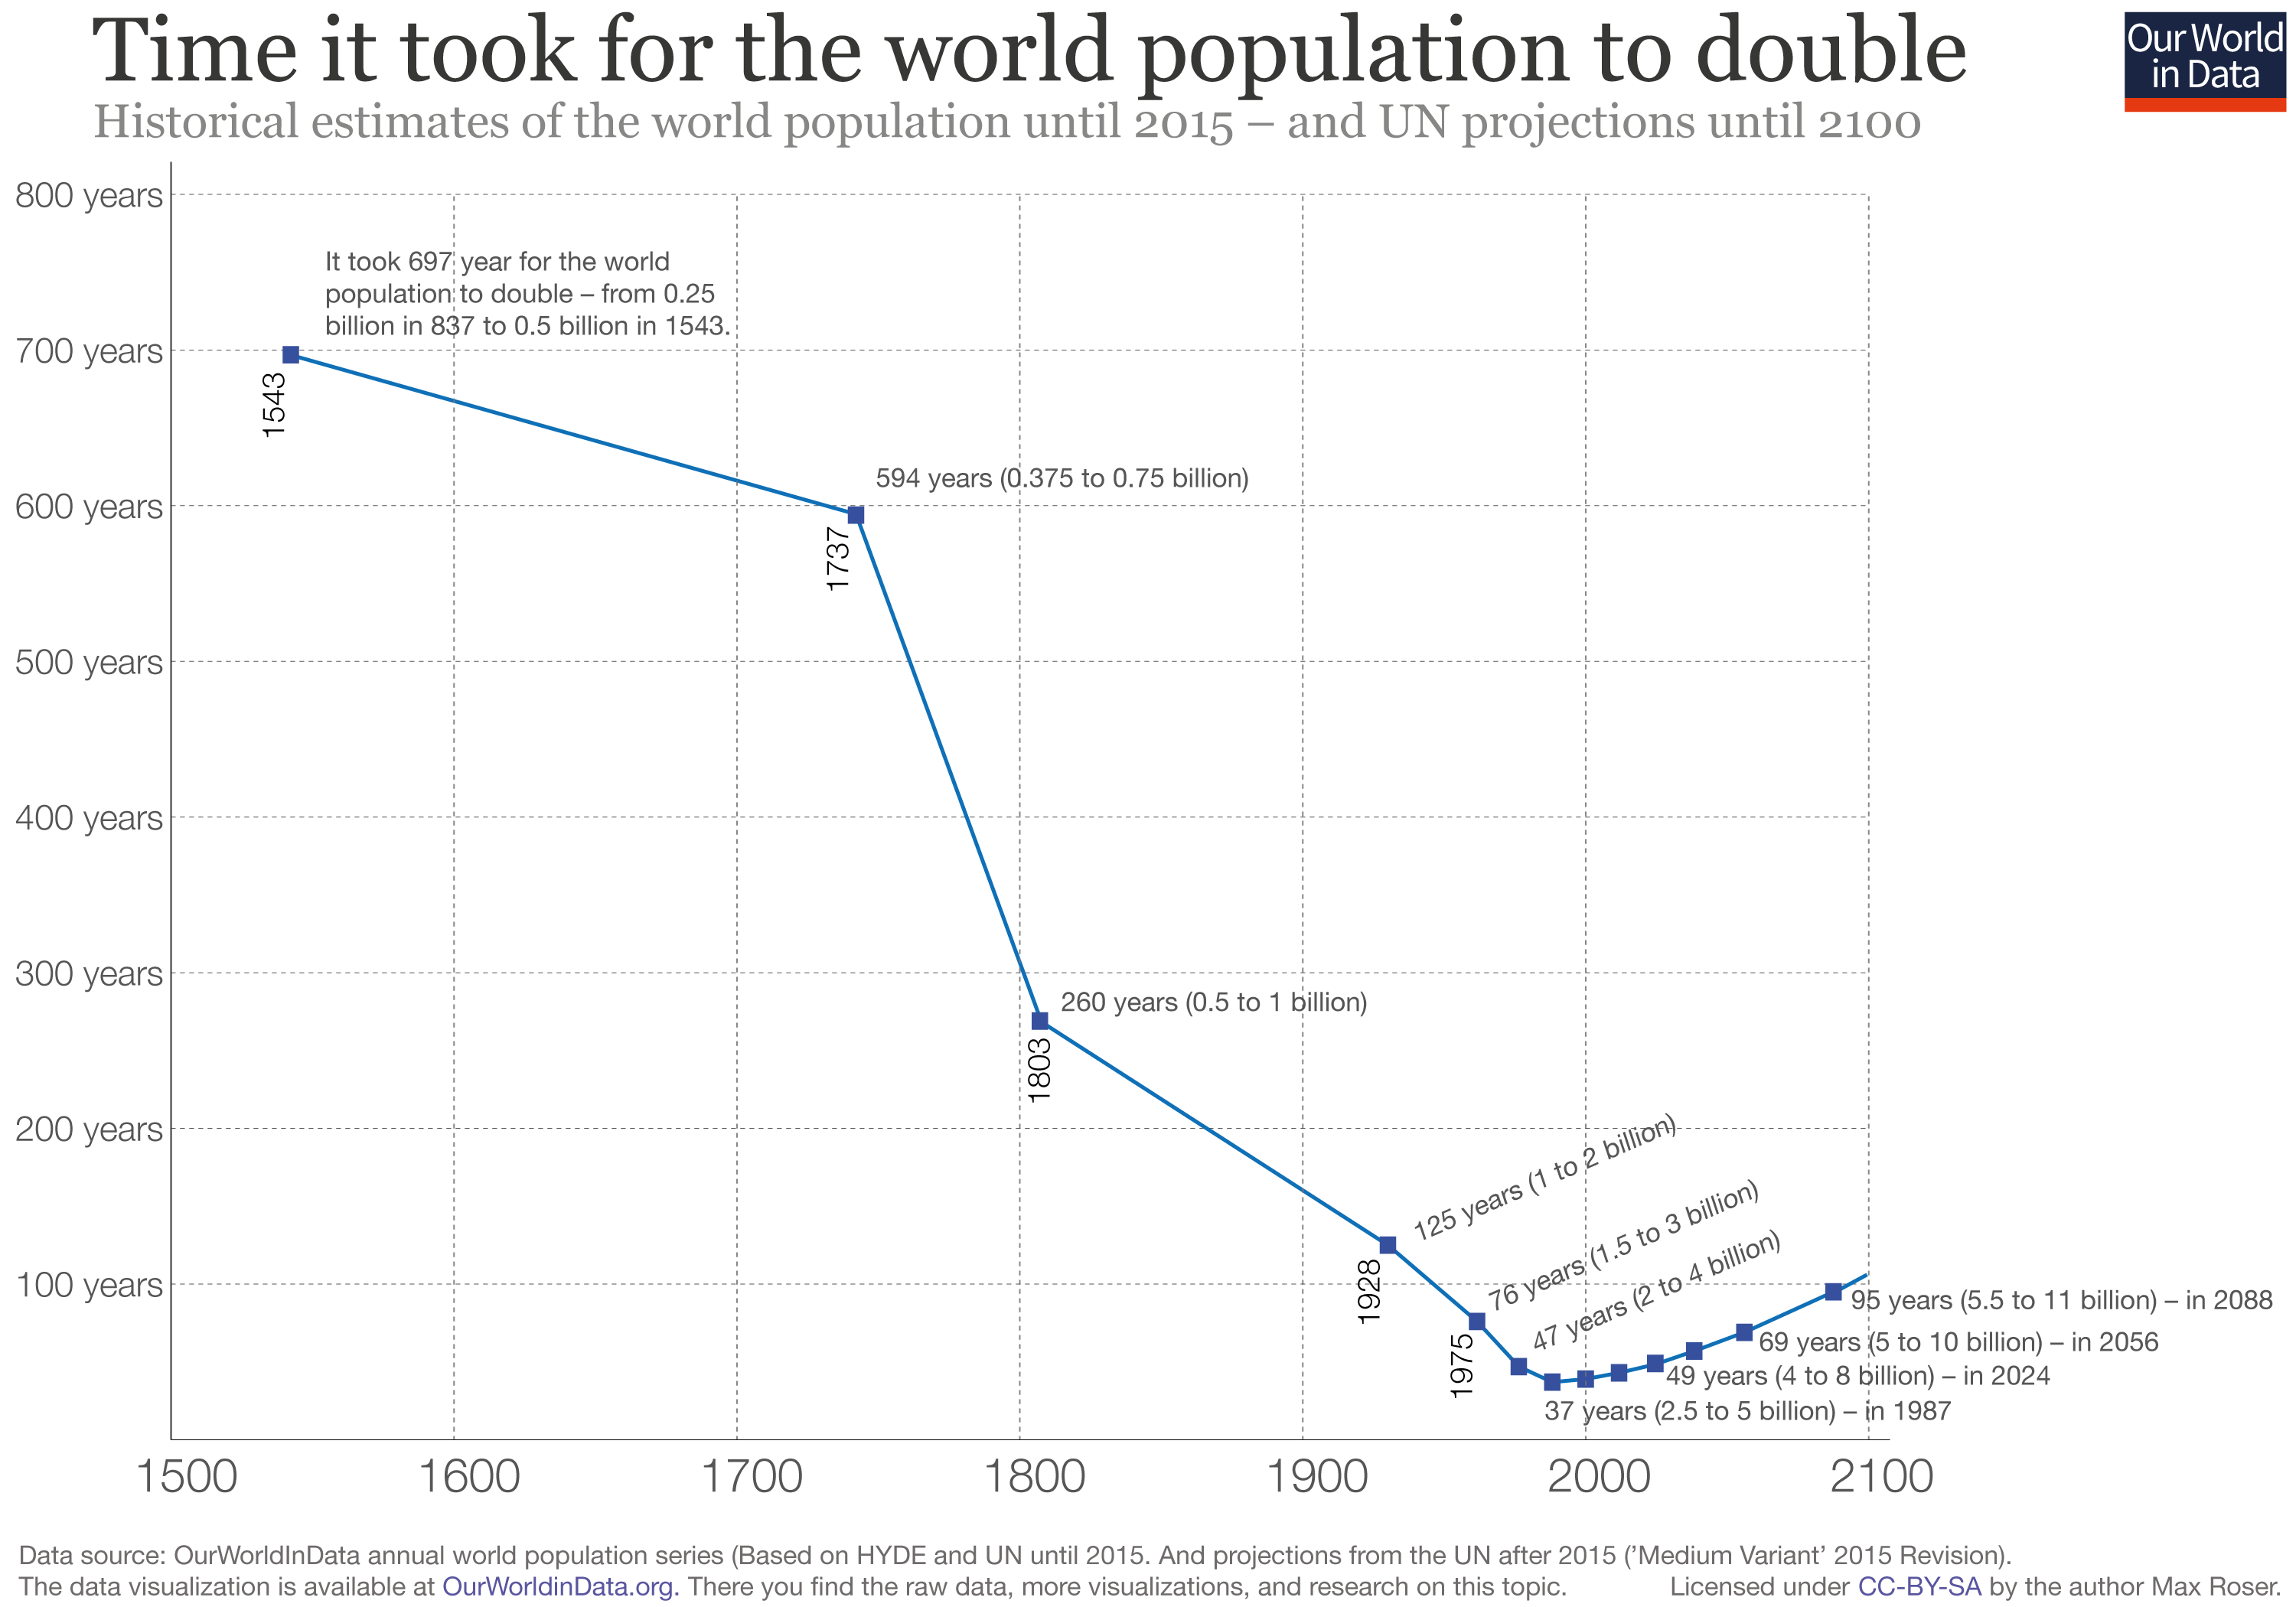 Time it took for the world population to double
Historical estimates of the world population until 2015 – and UN projections until 2100
Our World
in Data
800 years
700 years
600 years
500 years
400 years
300 years
200 years
100 years
It took 697 year for the world
population to double – from 0.25
billion in 837 to 0.5 billion in 1543.
1543
594 years (0.375 to 0.75 billion)
1737
260 years (0.5 to 1 billion)
1803
125 years (1 to 2 billion)
1928
76 years (1.5 to 3 billion)
47 years (2 to 4 billion)
1975
95 years (5.5 to 11 billion) – in 2088
69 years (5 to 10 billion) – in 2056
49 years (4 to 8 billion) – in 2024
37 years (2.5 to 5 billion) – in 1987
1500
1600
1700
1800
1900
2000
2100
Data source: OurWorldInData annual world population series (Based on HYDE and UN until 2015. And projections from the UN after 2015 (’Medium Variant’ 2015 Revision).
The data visualization is available at OurWorldinData.org. There you find the raw data, more visualizations, and research on this topic.
Licensed under CC-BY-SA by the author Max Roser.